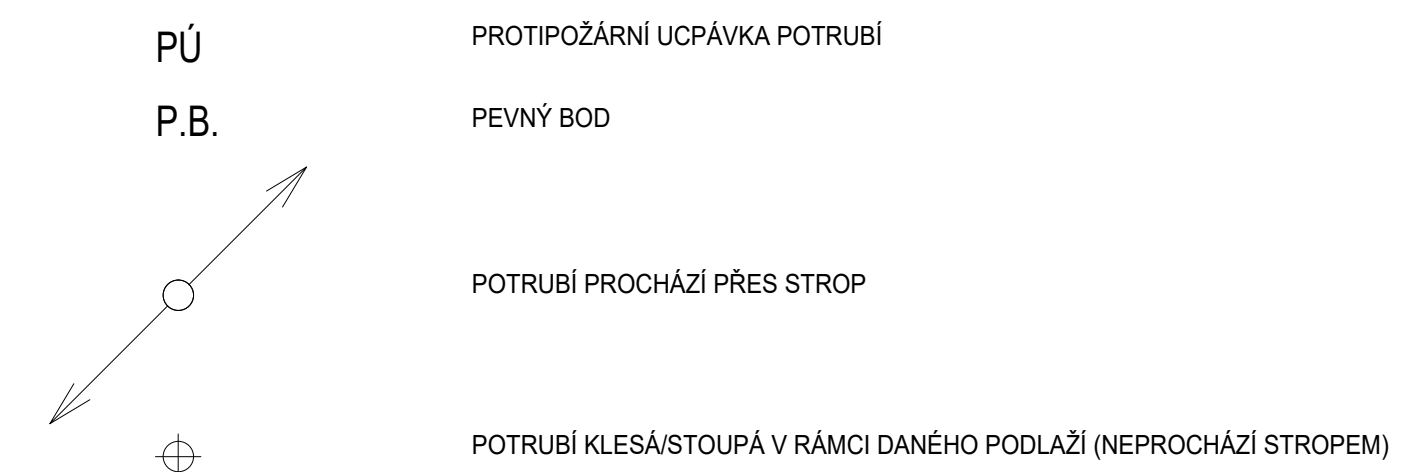 PÚ PROTIPOŽÁRNÍ UCPÁVKA POTRUBÍ
P.B. PEVNÝ BOD
POTRUBÍ PROCHÁZÍ PŘES STROP
POTRUBÍ KLESÁ/STOUPÁ V RÁMCI DANÉHO PODLAŽÍ (NEPROCHÁZÍ STROPEM)